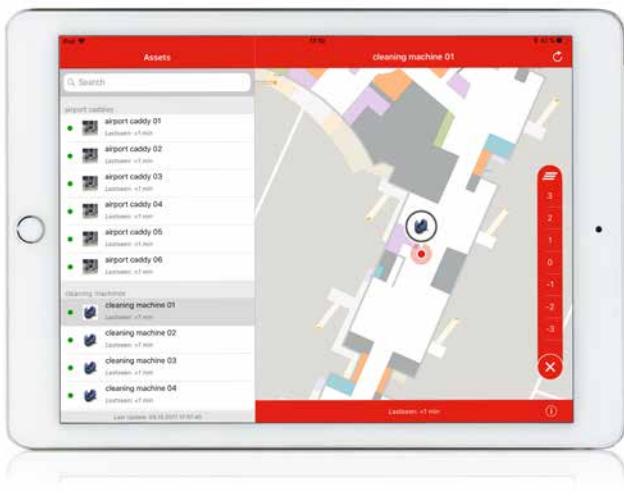 iPad
Assets
cleaning machine 01
Search
airport caddies
airport caddy 01
Lastseen: <1 min
airport caddy 02
Lastseen: <1 min
airport caddy 03
Lastseen: <1 min
airport caddy 04
Lastseen: <1 min
airport caddy 05
Lastseen: <1 min
airport caddy 06
Lastseen: <1 min
cleaning machines
cleaning machine 01
Lastseen: <1 min
cleaning machine 02
Lastseen: <1 min
cleaning machine 03
Lastseen: <1 min
cleaning machine 04
Lastseen: <1 min
3
2
1
0
-1
-2
-3
Lastseen: <1 min